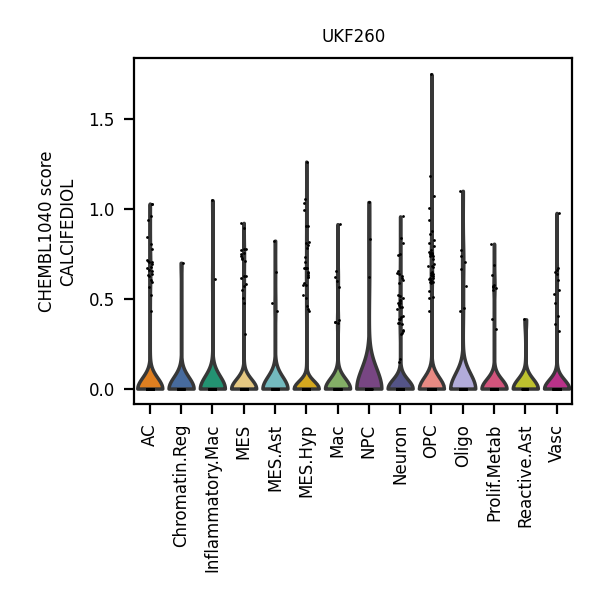 UKF260
CHEMBL1040 score
CALCIFEDIOL
1.5
1.0
0.5
0.0
AC
Chromatin.Reg
Inflammatory.Mac
MES
MES.Ast
MES.Hyp
Mac
NPC
Neuron
OPC
Oligo
Prolif.Metab
Reactive.Ast
Vasc